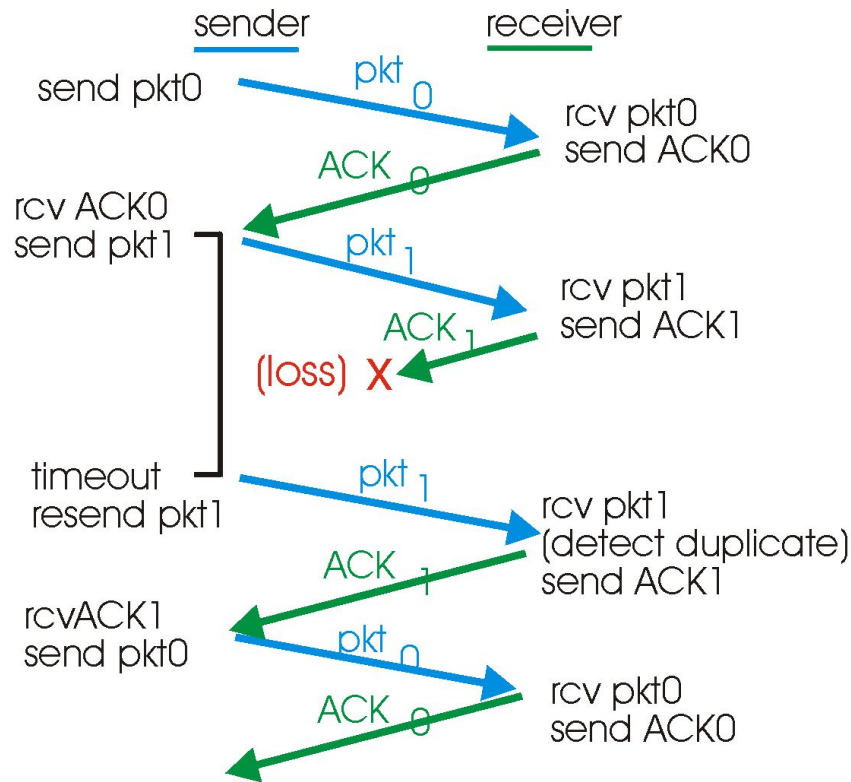 sender
receiver
send pkt0
pkt 0
rcv pkt0
send ACK0
ACK 0
rcv ACK0
send pkt1
pkt 1
rcv pkt1
send ACK1
ACK 1
(loss) X
timeout
resend pkt1
pkt 1
rcv pkt1
(detect duplicate)
send ACK1
ACK 1
rcvACK1
send pkt0
pkt 0
rcv pkt0
send ACK0
ACK 0